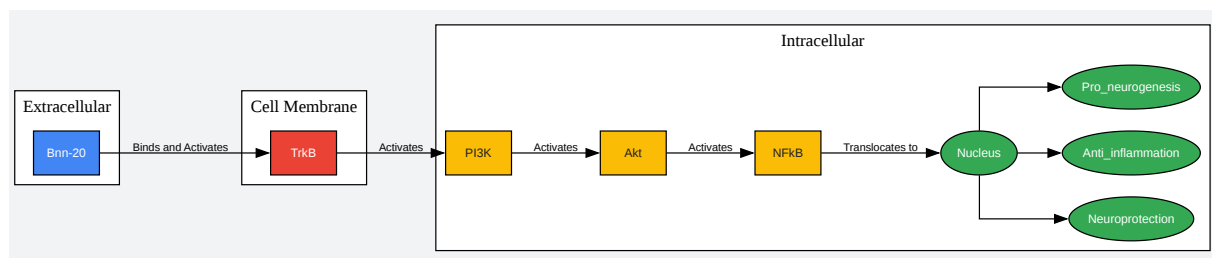 Intracellular
Extracellular
Cell Membrane
Bnn-20
Binds and Activates
TrkB
Activates
PI3K
Activates
Akt
Activates
NFkB
Translocates to
Nucleus
Pro_neurogenesis
Anti_inflammation
Neuroprotection